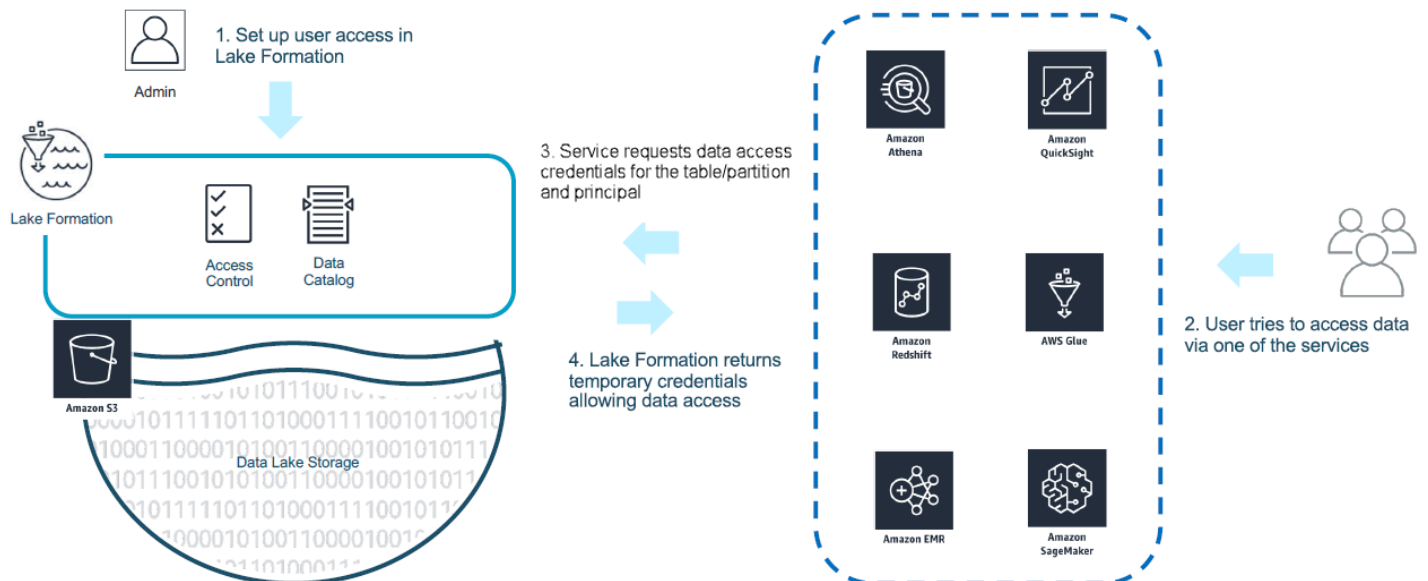 1. Set up user access in
Lake Formation
Admin
Lake Formation
Access
Control
Data
Catalog
Amazon S3
Data Lake Storage
3. Service requests data access
credentials for the table/partition
and principal
4. Lake Formation returns
temporary credentials
allowing data access
Amazon
Athena
Amazon
QuickSight
Amazon
Redshift
AWS Glue
Amazon EMR
Amazon
SageMaker
2. User tries to access data
via one of the services